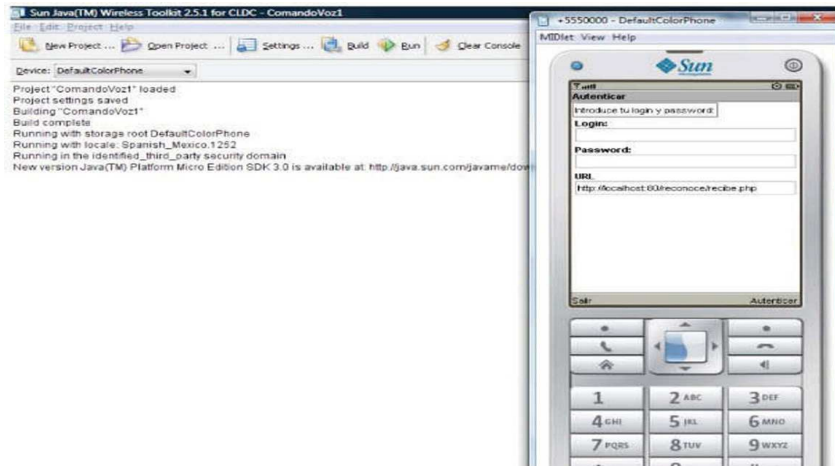 Sun Java(TM) Wireless Toolkit 2.5.1 for CLDC - ComandoVoz1
File Edit Project Help
New Project ... Open Project ... Settings ... Build Run Clear Console
Device: DefaultColorPhone
Project "ComandoVoz1" loaded
Project settings saved
Building "ComandoVoz1"
Build complete
Running with storage root DefaultColorPhone
Running with locale: Spanish_Mexico.1252
Running in the identified_third_party security domain
New version Java(TM) Platform Micro Edition SDK 3.0 is available at: http://java.sun.com/javame/dow
+5550000 - DefaultColorPhone
MIDlet View Help
Sun
Autenticar
Introduce tu login y password:
Login:
Password:
URL
http://localhost:80/reconoce/recibe.php
Salir Autenticar
1 2 ABC 3 DEF
4 GHI 5 JKL 6 MNO
7 PQRS 8 TUV 9 WXYZ